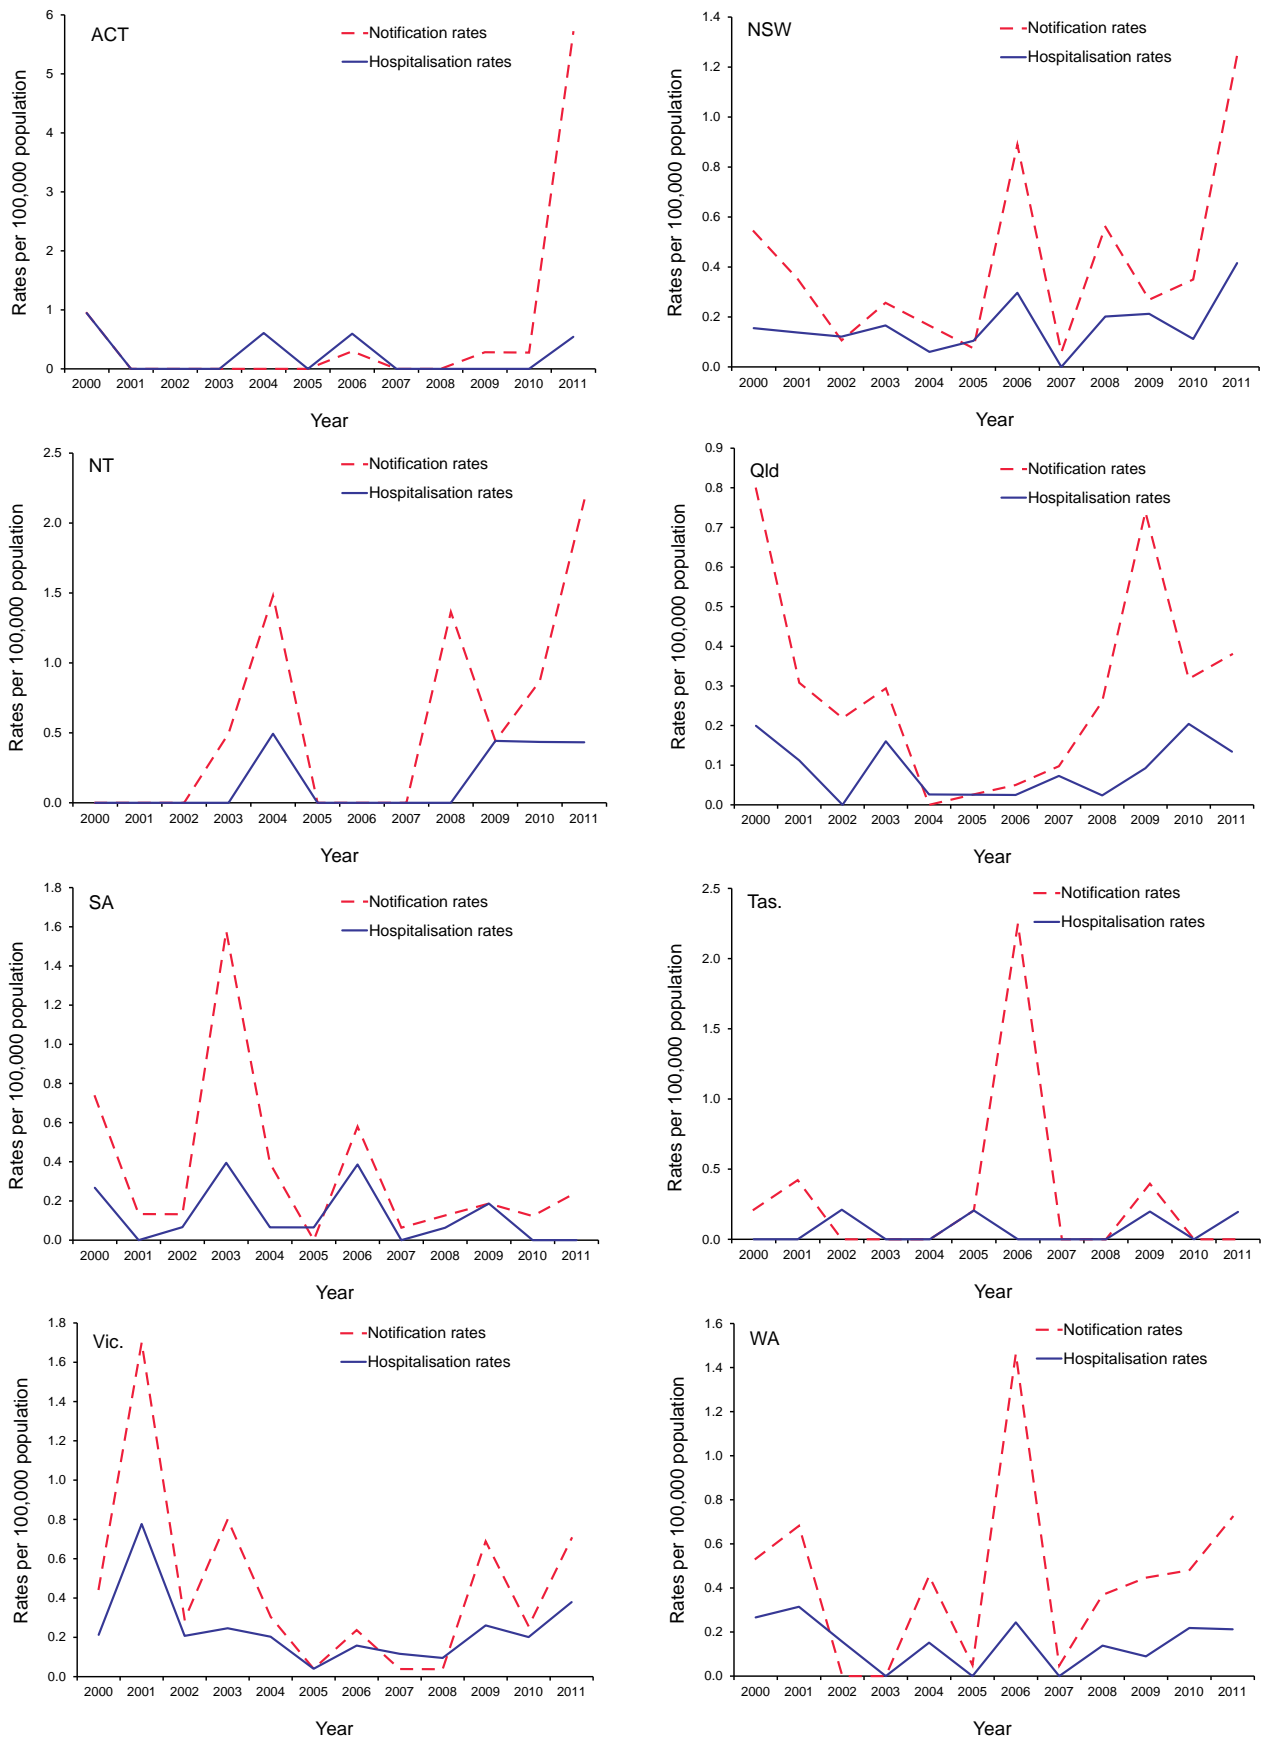 ACT
Notification rates
Hospitalisation rates
Rates per 100,000 population
6
5
4
3
2
1
0
2000 2001 2002 2003 2004 2005 2006 2007 2008 2009 2010 2011
Year
NSW
Notification rates
Hospitalisation rates
Rates per 100,000 population
1.4
1.2
1.0
0.8
0.6
0.4
0.2
0.0
2000 2001 2002 2003 2004 2005 2006 2007 2008 2009 2010 2011
Year
NT
Notification rates
Hospitalisation rates
Rates per 100,000 population
2.5
2.0
1.5
1.0
0.5
0.0
2000 2001 2002 2003 2004 2005 2006 2007 2008 2009 2010 2011
Year
Qld
Notification rates
Hospitalisation rates
Rates per 100,000 population
0.9
0.8
0.7
0.6
0.5
0.4
0.3
0.2
0.1
0.0
2000 2001 2002 2003 2004 2005 2006 2007 2008 2009 2010 2011
Year
SA
Notification rates
Hospitalisation rates
Rates per 100,000 population
1.8
1.6
1.4
1.2
1.0
0.8
0.6
0.4
0.2
0.0
2000 2001 2002 2003 2004 2005 2006 2007 2008 2009 2010 2011
Year
Tas.
Notification rates
Hospitalisation rates
Rates per 100,000 population
2.5
2.0
1.5
1.0
0.5
0.0
2000 2001 2002 2003 2004 2005 2006 2007 2008 2009 2010 2011
Year
Vic.
Notification rates
Hospitalisation rates
Rates per 100,000 population
1.8
1.6
1.4
1.2
1.0
0.8
0.6
0.4
0.2
0.0
2000 2001 2002 2003 2004 2005 2006 2007 2008 2009 2010 2011
Year
WA
Notification rates
Hospitalisation rates
Rates per 100,000 population
1.6
1.4
1.2
1.0
0.8
0.6
0.4
0.2
0.0
2000 2001 2002 2003 2004 2005 2006 2007 2008 2009 2010 2011
Year